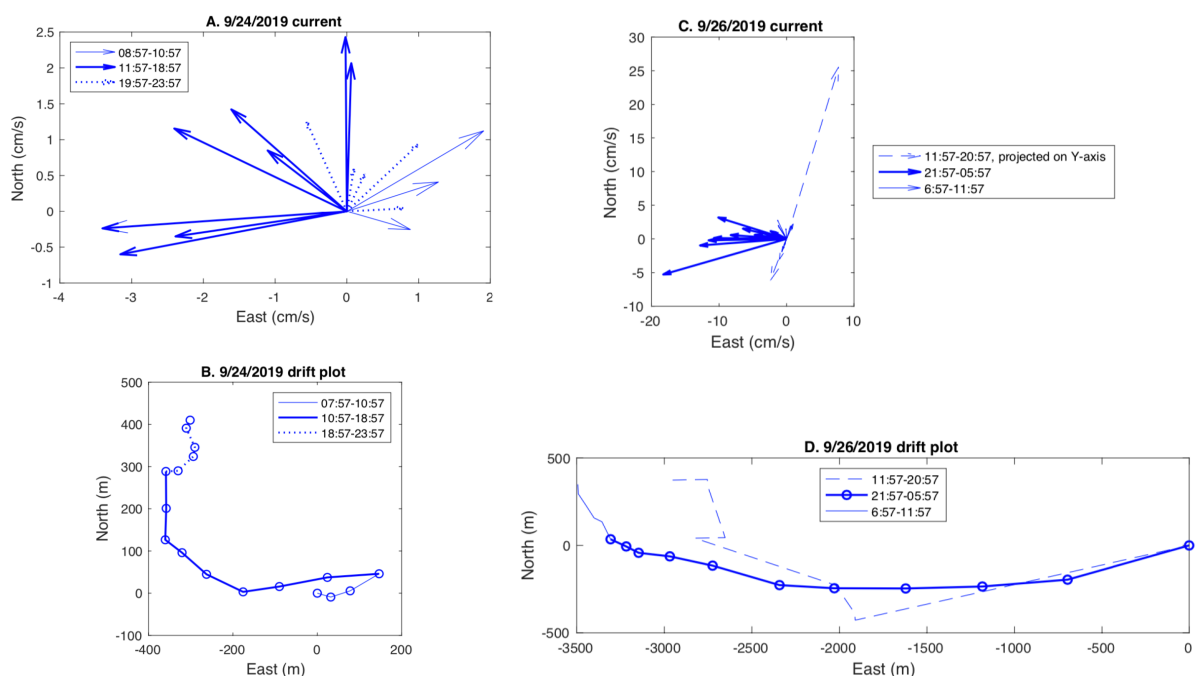 A. 9/24/2019 current
2.5
2
1.5
1
0.5
0
-0.5
-1
North (cm/s)
08:57-10:57
11:57-18:57
19:57-23:57
-4 -3 -2 -1 0 1 2
East (cm/s)
C. 9/26/2019 current
30
25
20
15
10
5
0
-5
-10
North (cm/s)
-20 -10 0 10
East (cm/s)
11:57-20:57, projected on Y-axis
21:57-05:57
6:57-11:57
B. 9/24/2019 drift plot
500
400
300
200
100
0
-100
North (m)
07:57-10:57
10:57-18:57
18:57-23:57
-400 -200 0 200
East (m)
D. 9/26/2019 drift plot
500
0
-500
North (m)
11:57-20:57
21:57-05:57
6:57-11:57
-3500 -3000 -2500 -2000 -1500 -1000 -500 0
East (m)